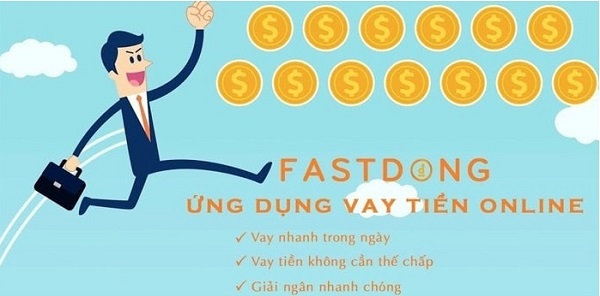 FASTDONG
ỨNG DỤNG VAY TIỀN ONLINE
✓ Vay nhanh trong ngày
✓ Vay tiền không cần thế chấp
✓ Giải ngân nhanh chóng